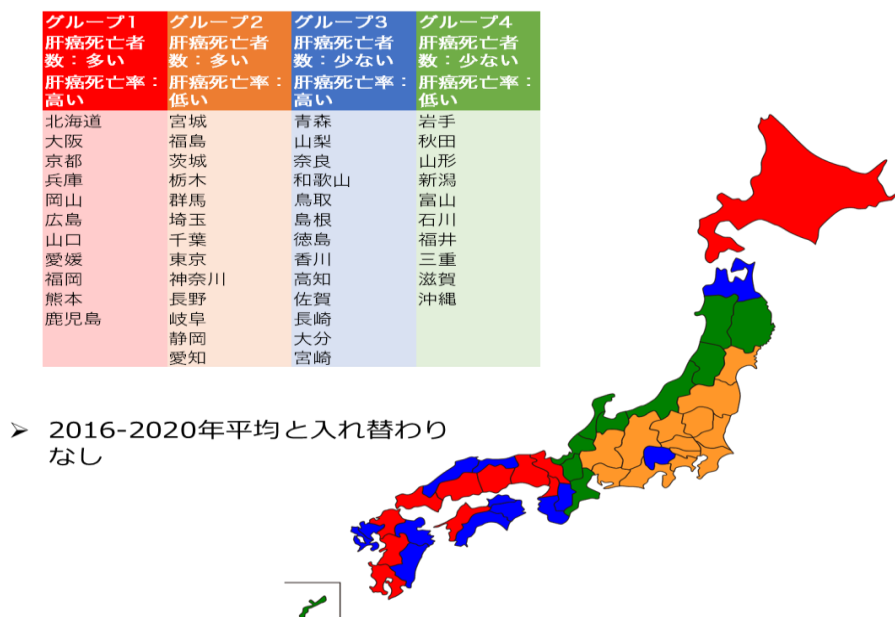 グループ1 グループ2 グループ3 グループ4
肝癌死亡者 肝癌死亡者 肝癌死亡者 肝癌死亡者
数：多い 数：多い 数：少ない 数：少ない
肝癌死亡率： 肝癌死亡率： 肝癌死亡率： 肝癌死亡率：
高い 低い 高い 低い
北海道 宮城 青森 岩手
大阪 福島 山梨 秋田
京都 茨城 奈良 山形
兵庫 栃木 和歌山 新潟
岡山 群馬 鳥取 富山
広島 埼玉 島根 石川
山口 千葉 徳島 福井
愛媛 東京 香川 三重
福岡 神奈川 高知 滋賀
熊本 長野 佐賀 沖縄
鹿児島 岐阜 長崎
静岡 大分
愛知 宮崎
➢ 2016-2020年平均と入れ替わり
なし